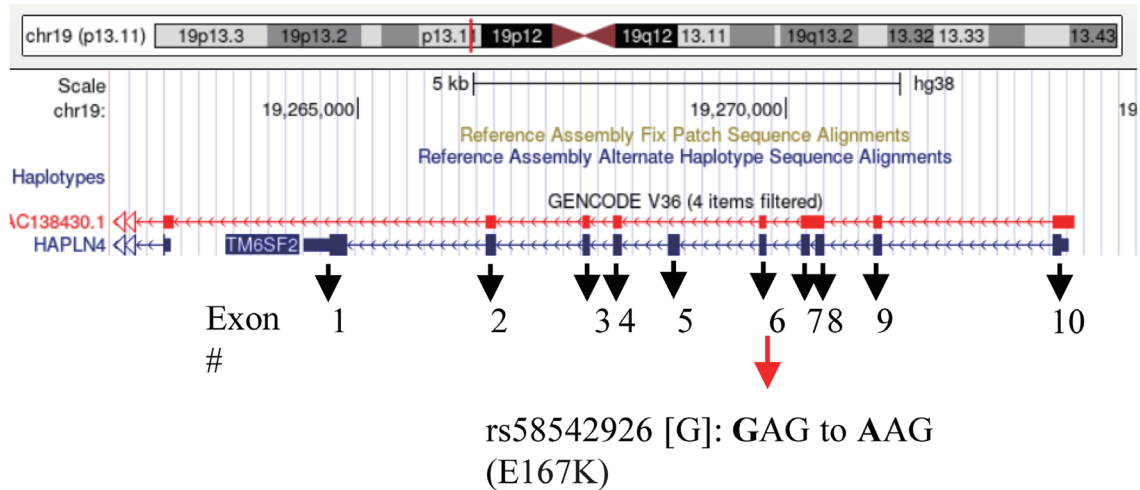 chr19 (p13.11) 19p13.3 19p13.2 p13.11 19p12 19q12 13.11 19q13.2 13.32 13.33 13.43
Scale 5 kb hg38
chr19: 19,265,000 19,270,000 19
Reference Assembly Fix Patch Sequence Alignments
Reference Assembly Alternate Haplotype Sequence Alignments
Haplotypes
GENCODE V36 (4 items filtered)
AC138430.1
HAPLN4 TM6SF2
Exon 1 2 3 4 5 6 7 8 9 10
#
rs58542926 [G]: GAG to AAG
(E167K)